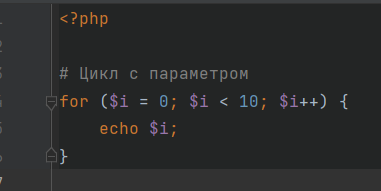 <?php
# Цикл с параметром
for ($i = 0; $i < 10; $i++) {
    echo $i;
}